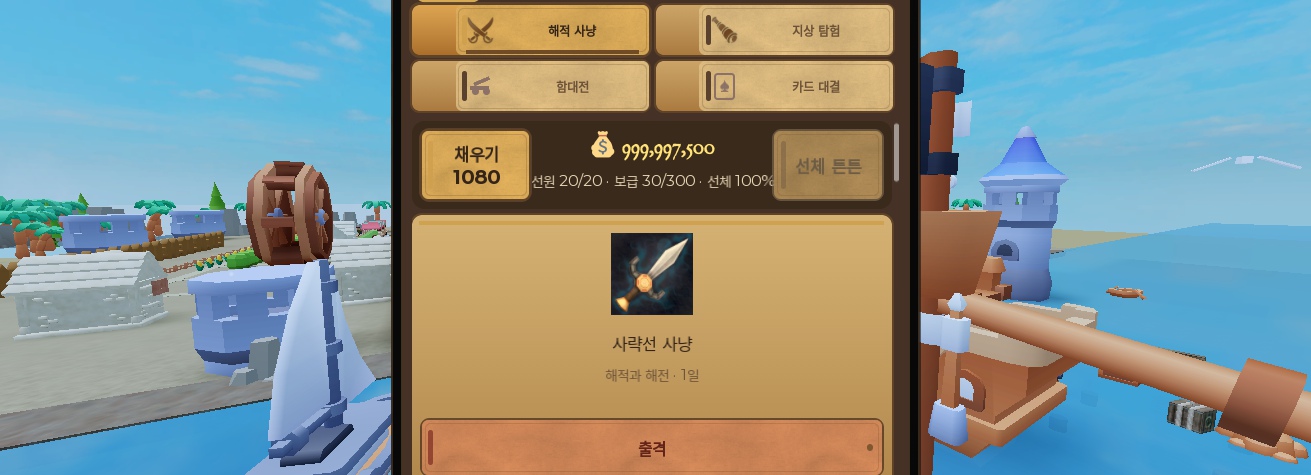 해적 사냥
지상 탐험
함대전
카드 대결
채우기
1080
999,997,500
선원 20/20 · 보급 30/300 · 선체 100%
선체 튼튼
사략선 사냥
해적과 해전 · 1일
출격